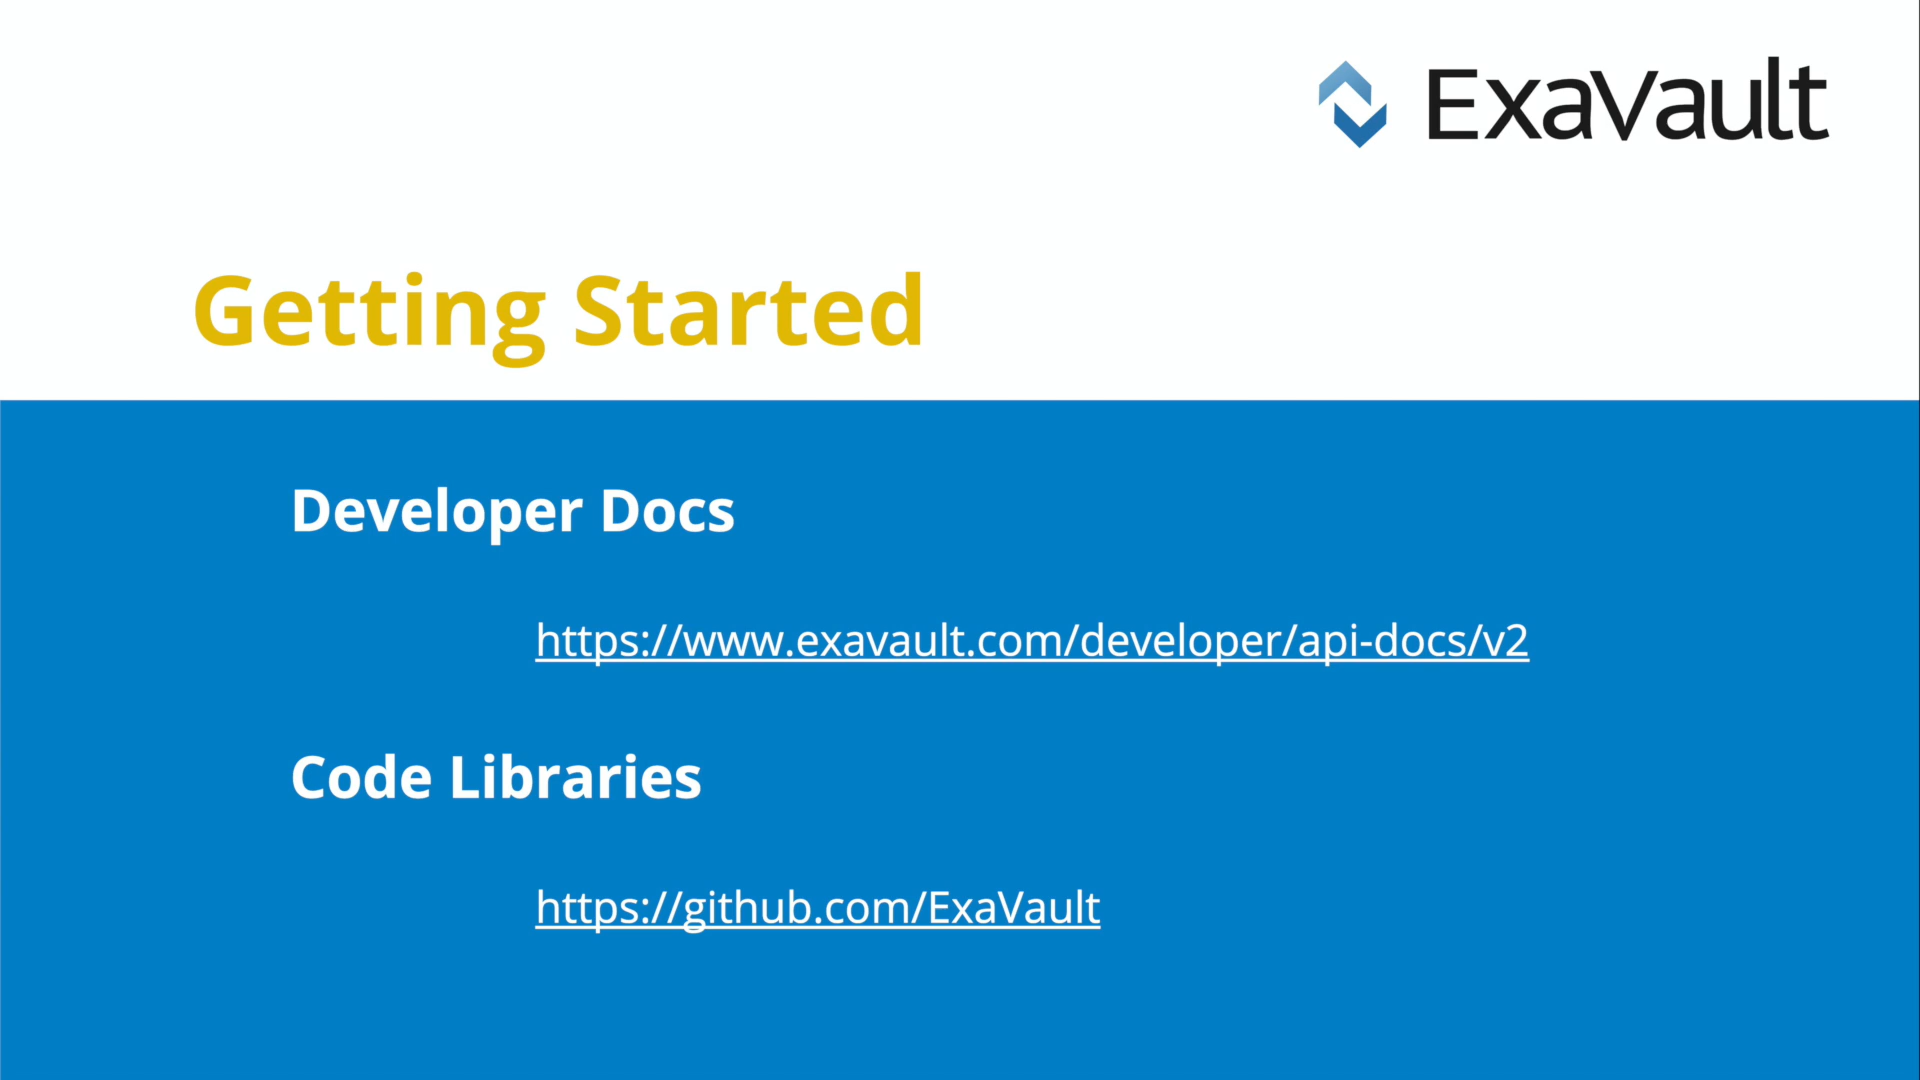 ExaVault
Getting Started
Developer Docs
https://www.exavault.com/developer/api-docs/v2
Code Libraries
https://github.com/ExaVault